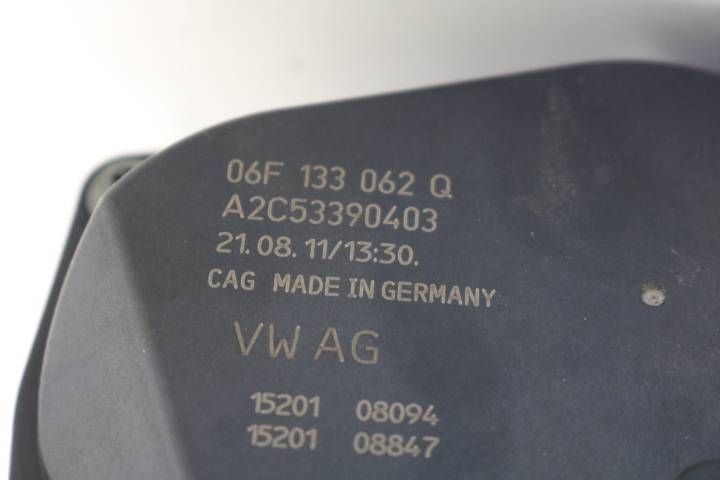 06F 133 062 Q
A2C53390403
21.08.11/13:30.
CAG MADE IN GERMANY
VW AG
15201 08094
15201 08847